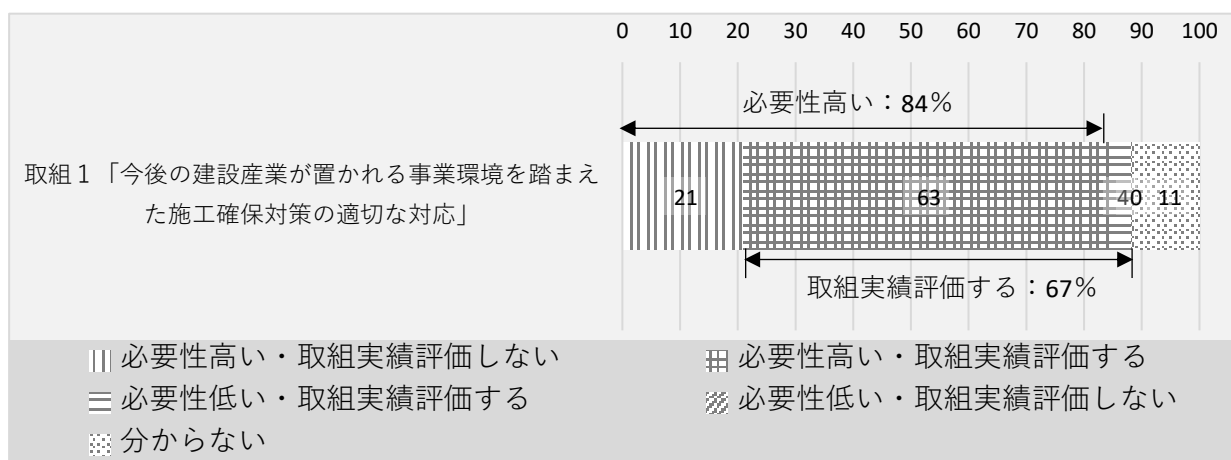 0 10 20 30 40 50 60 70 80 90 100
必要性高い：84％
取組１「今後の建設産業が置かれる事業環境を踏まえ
た施工確保対策の適切な対応」
21 63 4 0 11
取組実績評価する：67％
必要性高い・取組実績評価しない 必要性高い・取組実績評価する
必要性低い・取組実績評価する 必要性低い・取組実績評価しない
分からない